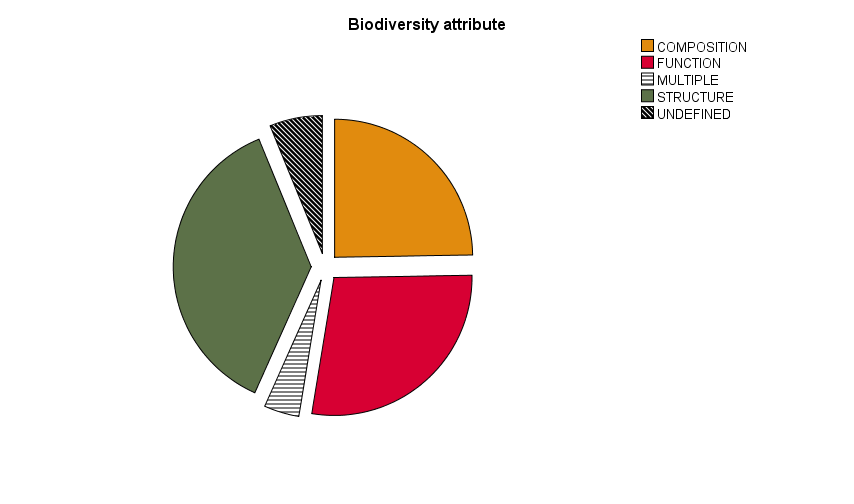 Biodiversity attribute
COMPOSITION
FUNCTION
MULTIPLE
STRUCTURE
UNDEFINED